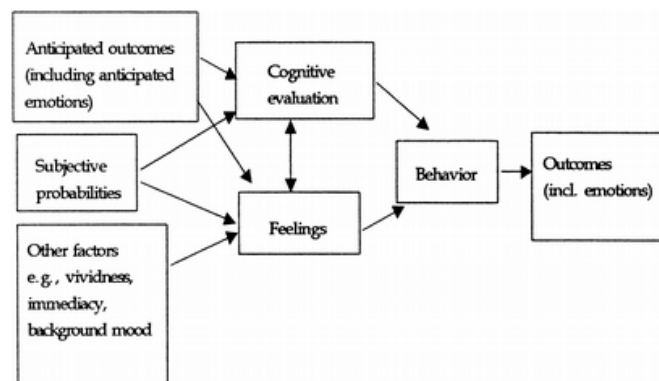 Anticipated outcomes
(including anticipated
emotions)
Cognitive
evaluation
Subjective
probabilities
Behavior
Outcomes
(incl. emotions)
Feelings
Other factors
e.g., vividness,
immediacy,
background mood